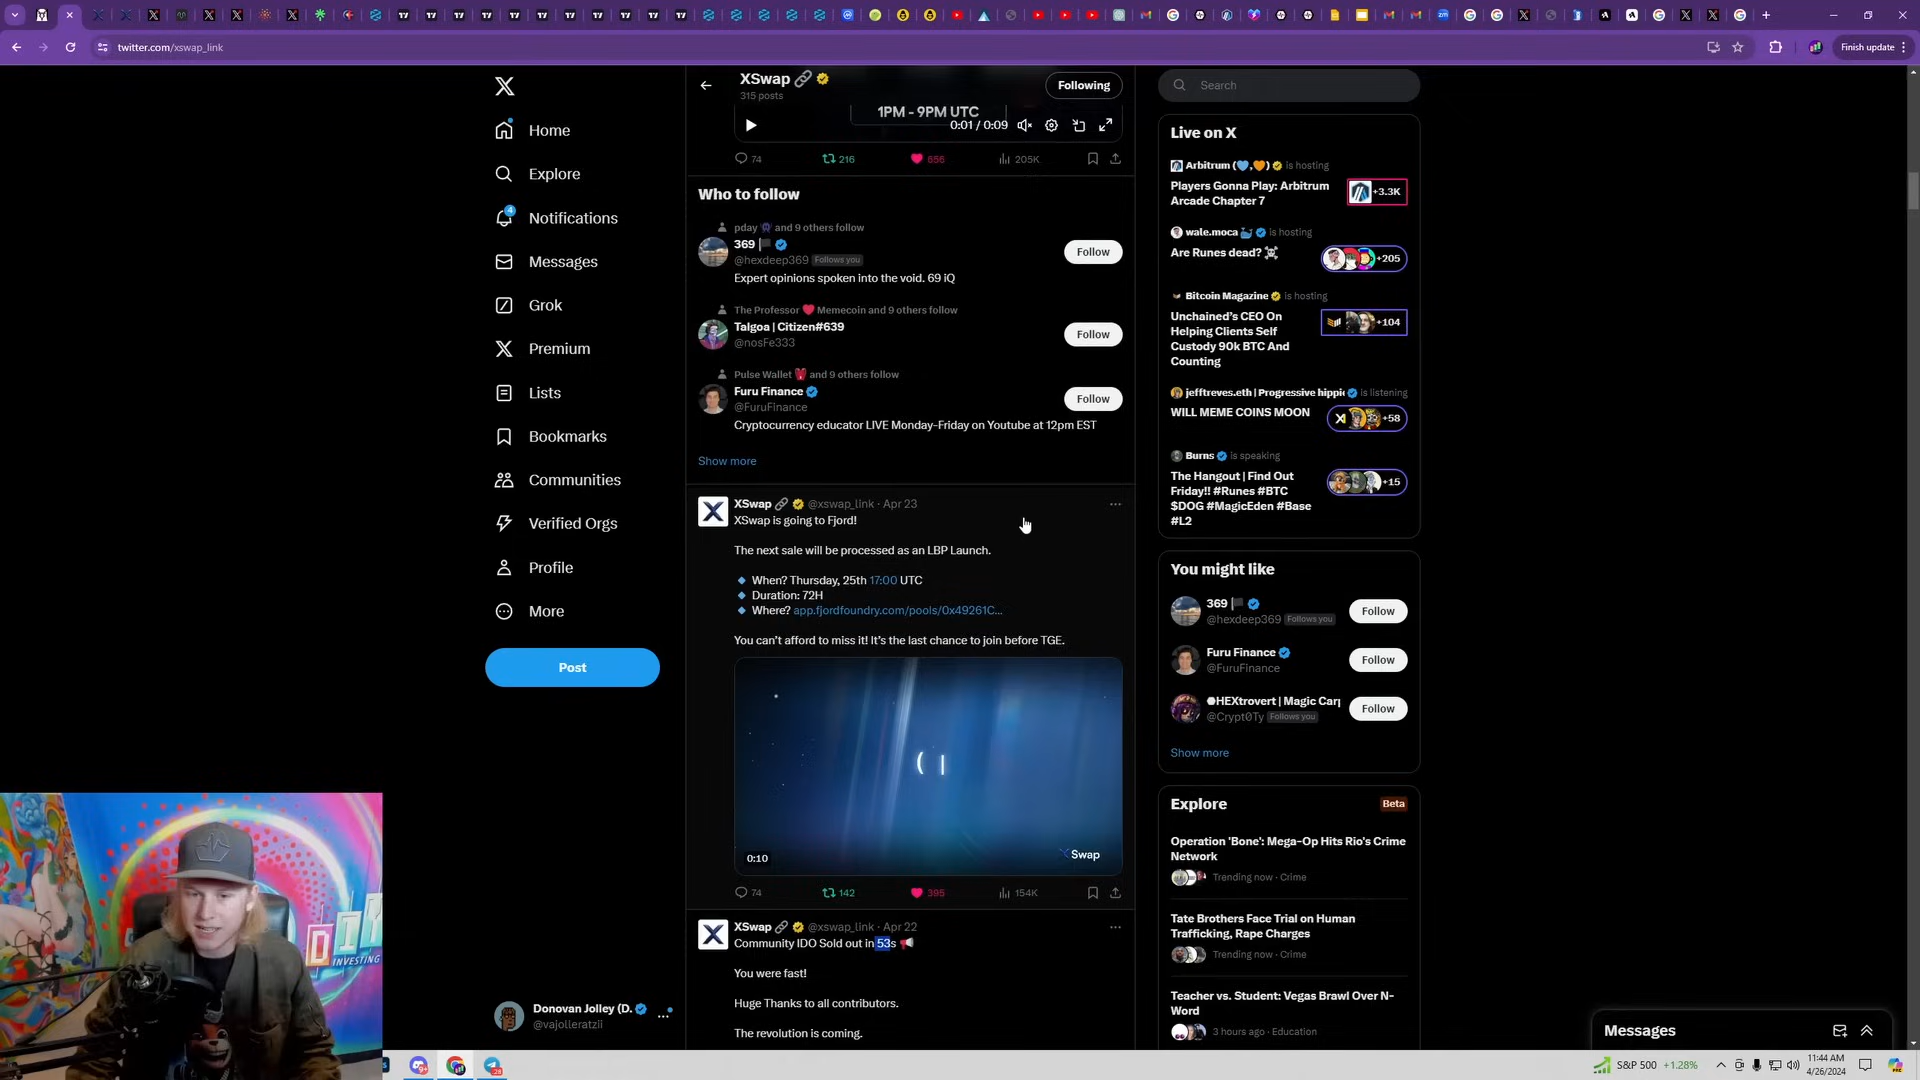 twitter.com/xswap_link
Finish update
XSwap
315 posts
Following
1PM - 9PM UTC
0:01 / 0:09
74
216
656
205K
Home
Explore
Notifications
4
Messages
Grok
Premium
Lists
Bookmarks
Communities
Verified Orgs
Profile
More
Post
Donovan Jolley (D.
@vajolleratzii
Who to follow
pday and 9 others follow
369
@hexdeep369 Follows you
Expert opinions spoken into the void. 69 iQ
Follow
The Professor Memecoin and 9 others follow
Talgoa | Citizen#639
@nosFe333
Follow
Pulse Wallet and 9 others follow
Furu Finance
@FuruFinance
Cryptocurrency educator LIVE Monday-Friday on Youtube at 12pm EST
Follow
Show more
XSwap @xswap_link · Apr 23
XSwap is going to Fjord!
The next sale will be processed as an LBP Launch.
When? Thursday, 25th 17:00 UTC
Duration: 72H
Where? app.fjordfoundry.com/pools/0x49261C...
You can't afford to miss it! It's the last chance to join before TGE.
0:10
XSwap
74
142
395
154K
XSwap @xswap_link · Apr 22
Community IDO Sold out in 53s
You were fast!
Huge Thanks to all contributors.
The revolution is coming.
Search
Live on X
Arbitrum is hosting
Players Gonna Play: Arbitrum
Arcade Chapter 7
+3.3K
wale.moca is hosting
Are Runes dead?
+205
Bitcoin Magazine is hosting
Unchained's CEO On
Helping Clients Self
Custody 90k BTC And
Counting
+104
jefftreves.eth | Progressive hippi is listening
WILL MEME COINS MOON
+58
Burns is speaking
The Hangout | Find Out
Friday!! #Runes #BTC
$DOG #MagicEden #Base
#L2
+15
You might like
369
@hexdeep369 Follows you
Follow
Furu Finance
@FuruFinance
Follow
HEXtrovert | Magic Carp
@Crypt0Ty Follows you
Follow
Show more
Explore
Beta
Operation 'Bone': Mega-Op Hits Rio's Crime
Network
Trending now · Crime
Tate Brothers Face Trial on Human
Trafficking, Rape Charges
Trending now · Crime
Teacher vs. Student: Vegas Brawl Over N-
Word
3 hours ago · Education
Messages
DIY
INVESTING
S&P 500 +1.28%
11:44 AM
4/26/2024